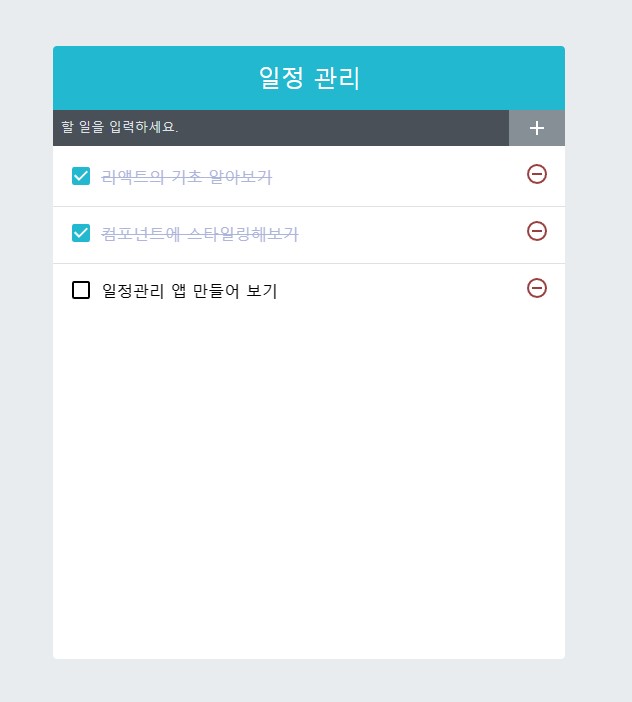 일정 관리
할 일을 입력하세요.
리액트의 기초 알아보기
컴포넌트에 스타일링해보기
일정관리 앱 만들어 보기